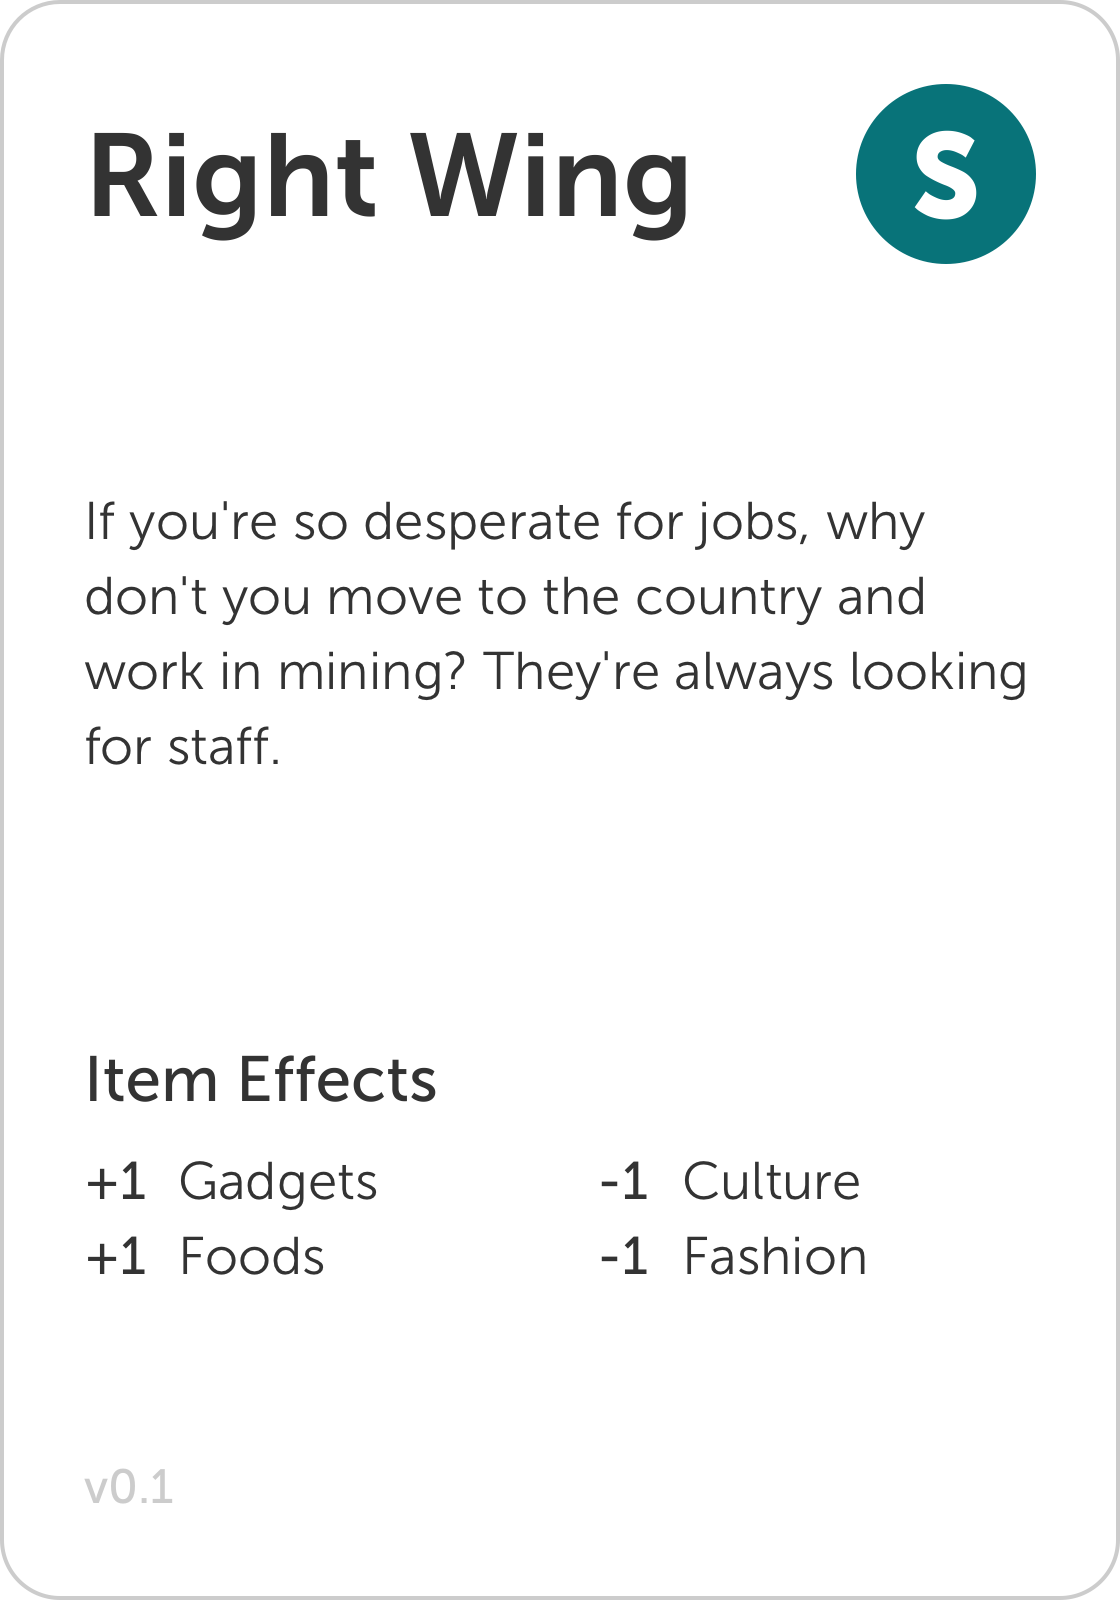 Right Wing
S
If you're so desperate for jobs, why
don't you move to the country and
work in mining? They're always looking
for staff.
Item Effects
+1 Gadgets -1 Culture
+1 Foods -1 Fashion
v0.1